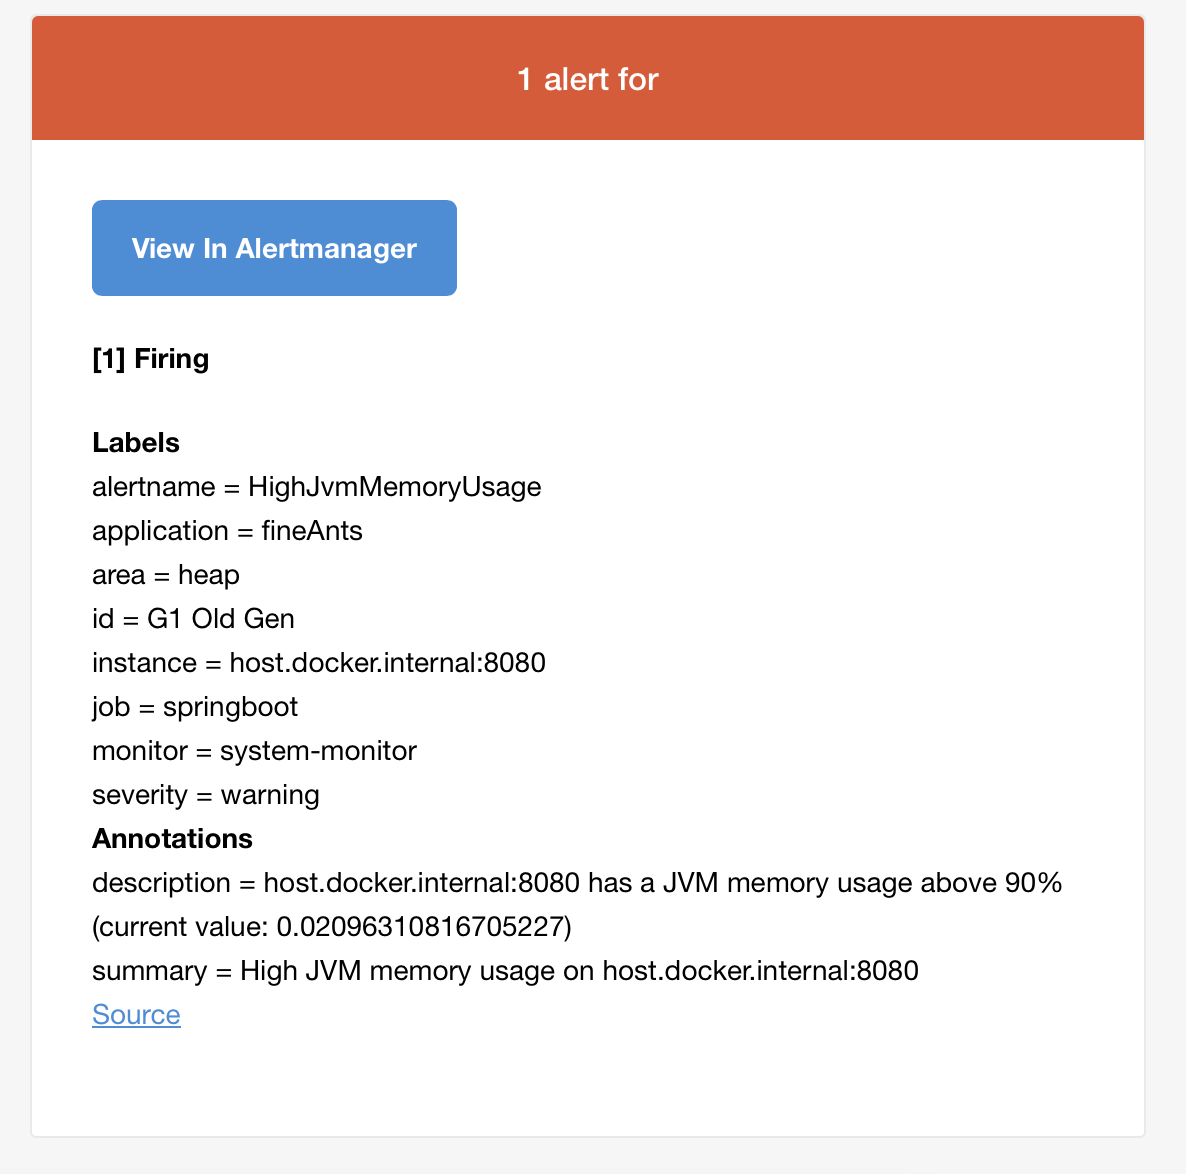 1 alert for
View In Alertmanager
[1] Firing
Labels
alertname = HighJvmMemoryUsage
application = fineAnts
area = heap
id = G1 Old Gen
instance = host.docker.internal:8080
job = springboot
monitor = system-monitor
severity = warning
Annotations
description = host.docker.internal:8080 has a JVM memory usage above 90%
(current value: 0.02096310816705227)
summary = High JVM memory usage on host.docker.internal:8080
Source